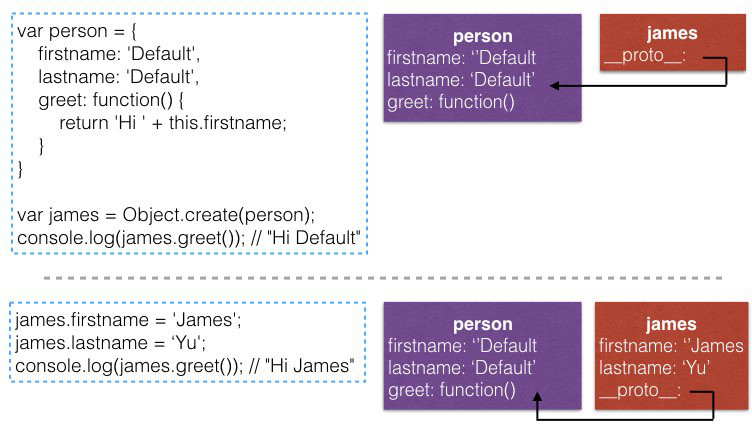 var person = {
firstname: 'Default',
lastname: 'Default',
greet: function() {
return 'Hi ' + this.firstname;
}
}
var james = Object.create(person);
console.log(james.greet()); // "Hi Default"
person
firstname: ‘’Default
lastname: ‘Default’
greet: function()
james
__proto__:
james.firstname = 'James';
james.lastname = ‘Yu';
console.log(james.greet()); // "Hi James"
person
firstname: ‘’Default
lastname: ‘Default’
greet: function()
james
firstname: ‘’James
lastname: ‘Yu’
__proto__: